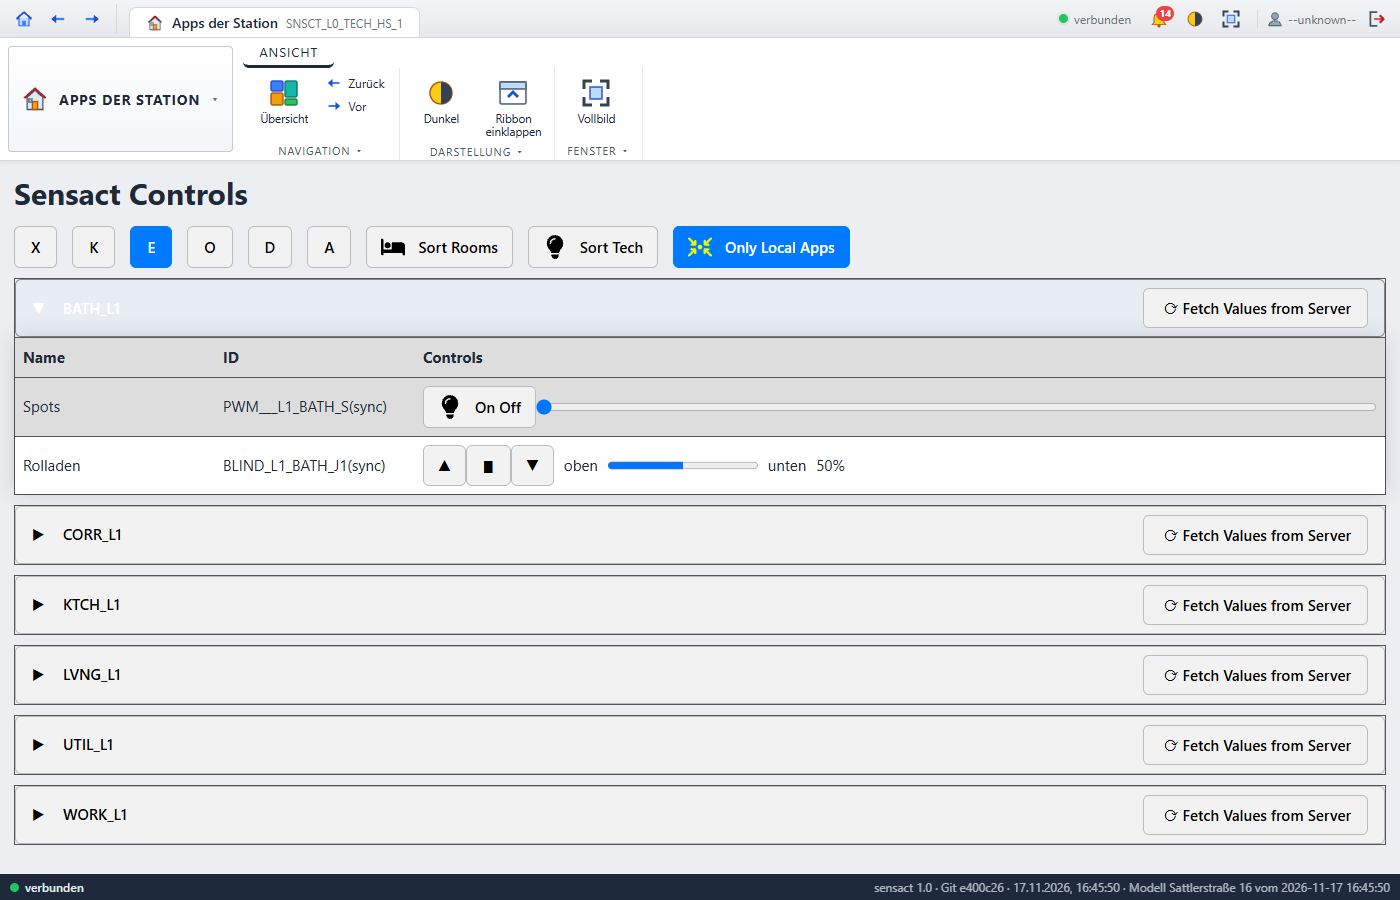 Apps der Station SNSCT_L0_TECH_HS_1
verbunden
14
--unknown--
APPS DER STATION
ANSICHT
Übersicht
Zurück
Vor
NAVIGATION
Dunkel
Ribbon
einklappen
DARSTELLUNG
Vollbild
FENSTER
Sensact Controls
X
K
E
O
D
A
Sort Rooms
Sort Tech
Only Local Apps
BATH_L1
Fetch Values from Server
Name ID Controls
Spots PWM___L1_BATH_S(sync) On Off
Rolladen BLIND_L1_BATH_J1(sync) oben unten 50%
CORR_L1 Fetch Values from Server
KTCH_L1 Fetch Values from Server
LVNG_L1 Fetch Values from Server
UTIL_L1 Fetch Values from Server
WORK_L1 Fetch Values from Server
verbunden
sensact 1.0 · Git e400c26 · 17.11.2026, 16:45:50 · Modell Sattlerstraße 16 vom 2026-11-17 16:45:50